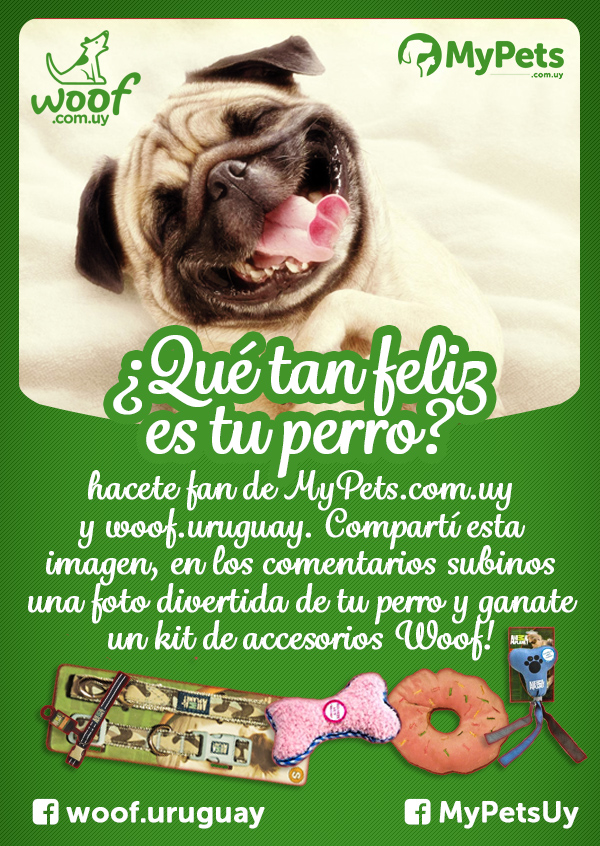 woof
.com.uy
MyPets
.com.uy
¿Qué tan feliz
es tu perro?
hacete fan de MyPets.com.uy
y woof.uruguay. Compartí esta
imagen, en los comentarios subinos
una foto divertida de tu perro y ganate
un kit de accesorios Woof!
S
woof.uruguay
MyPetsUy